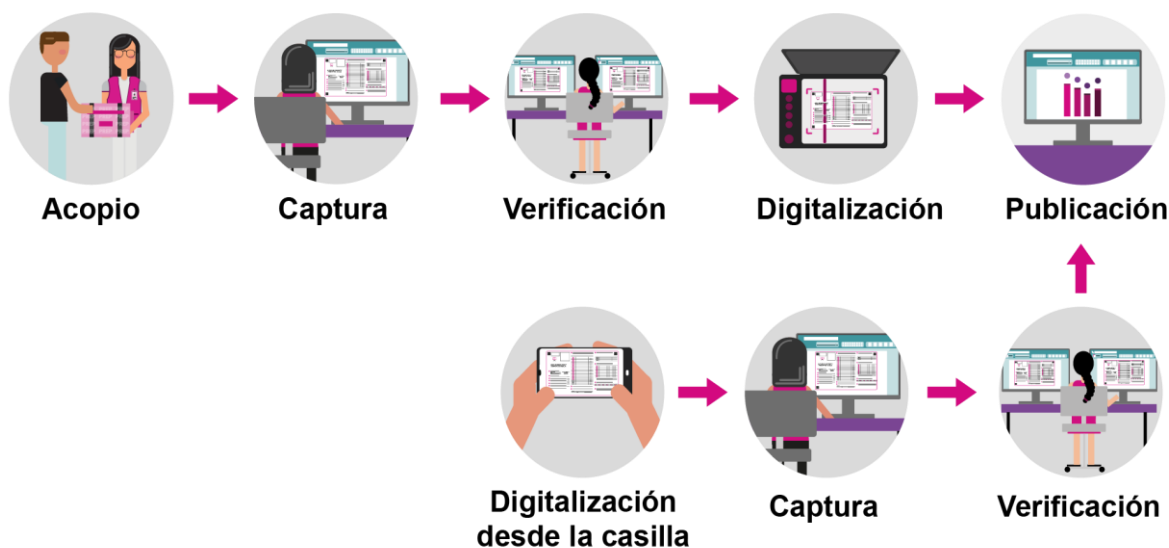 Acopio
Captura
Verificación
Digitalización
Publicación
Digitalización
desde la casilla
Captura
Verificación